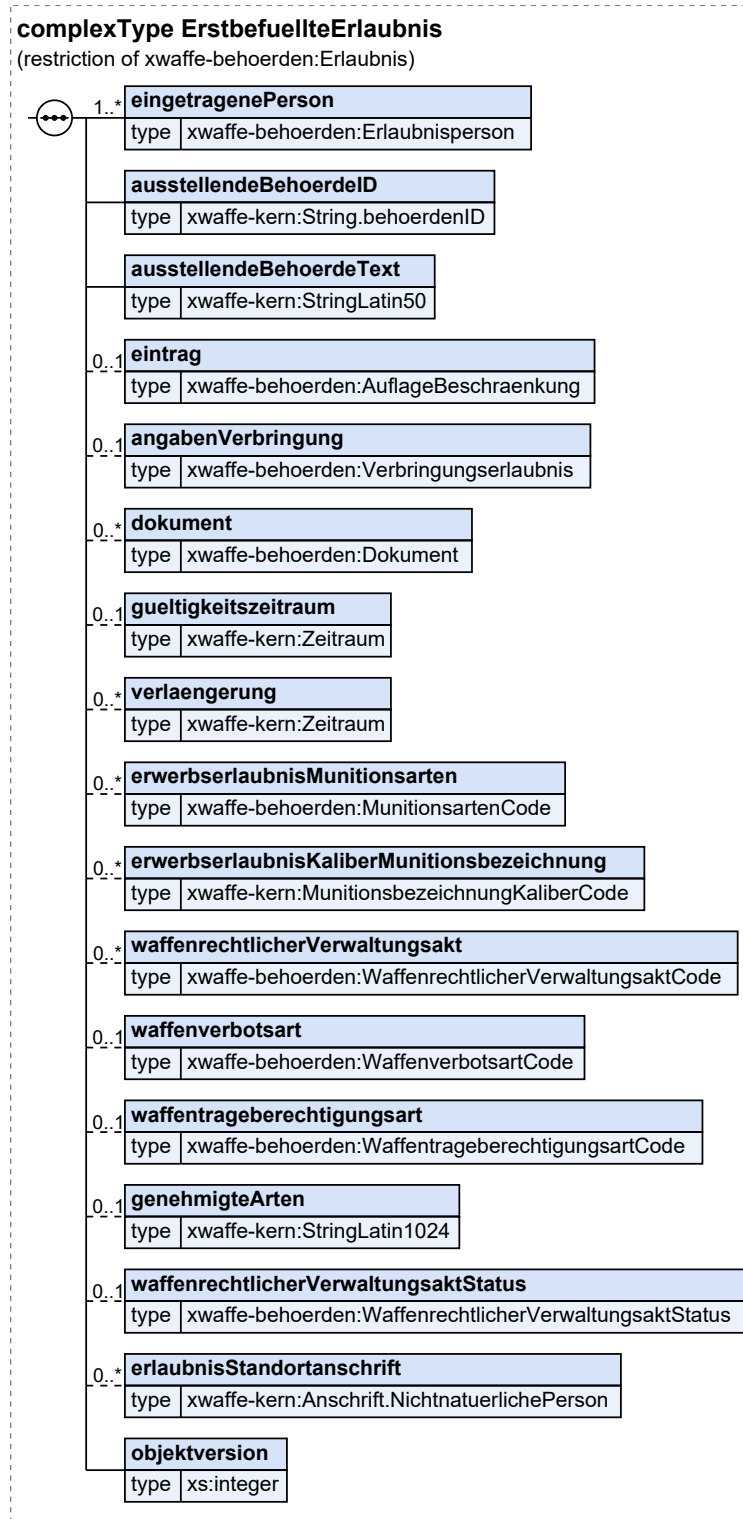 complexType ErstbefuellteErlaubnis
(restriction of xwaffe-behoerden:Erlaubnis)
1..* eingetragenePerson
type xwaffe-behoerden:Erlaubnisperson
ausstellendeBehoerdeID
type xwaffe-kern:String.behoerdenID
ausstellendeBehoerdeText
type xwaffe-kern:StringLatin50
0..1 eintrag
type xwaffe-behoerden:AuflageBeschraenkung
0..1 angabenVerbringung
type xwaffe-behoerden:Verbringungserlaubnis
0..* dokument
type xwaffe-behoerden:Dokument
0..1 gueltigkeitszeitraum
type xwaffe-kern:Zeitraum
0..* verlaengerung
type xwaffe-kern:Zeitraum
0..* erwerbserlaubnisMunitionsarten
type xwaffe-behoerden:MunitionsartenCode
0..* erwerbserlaubnisKaliberMunitionsbezeichnung
type xwaffe-kern:MunitionsbezeichnungKaliberCode
0..* waffenrechtlicherVerwaltungsakt
type xwaffe-behoerden:WaffenrechtlicherVerwaltungsaktCode
0..1 waffenverbotsart
type xwaffe-behoerden:WaffenverbotsartCode
0..1 waffentrageberechtigungsart
type xwaffe-behoerden:WaffentrageberechtigungsartCode
0..1 genehmigteArten
type xwaffe-kern:StringLatin1024
0..1 waffenrechtlicherVerwaltungsaktStatus
type xwaffe-behoerden:WaffenrechtlicherVerwaltungsaktStatus
0..* erlaubnisStandortanschrift
type xwaffe-kern:Anschrift.NichtnatuerlichePerson
objektversion
type xs:integer